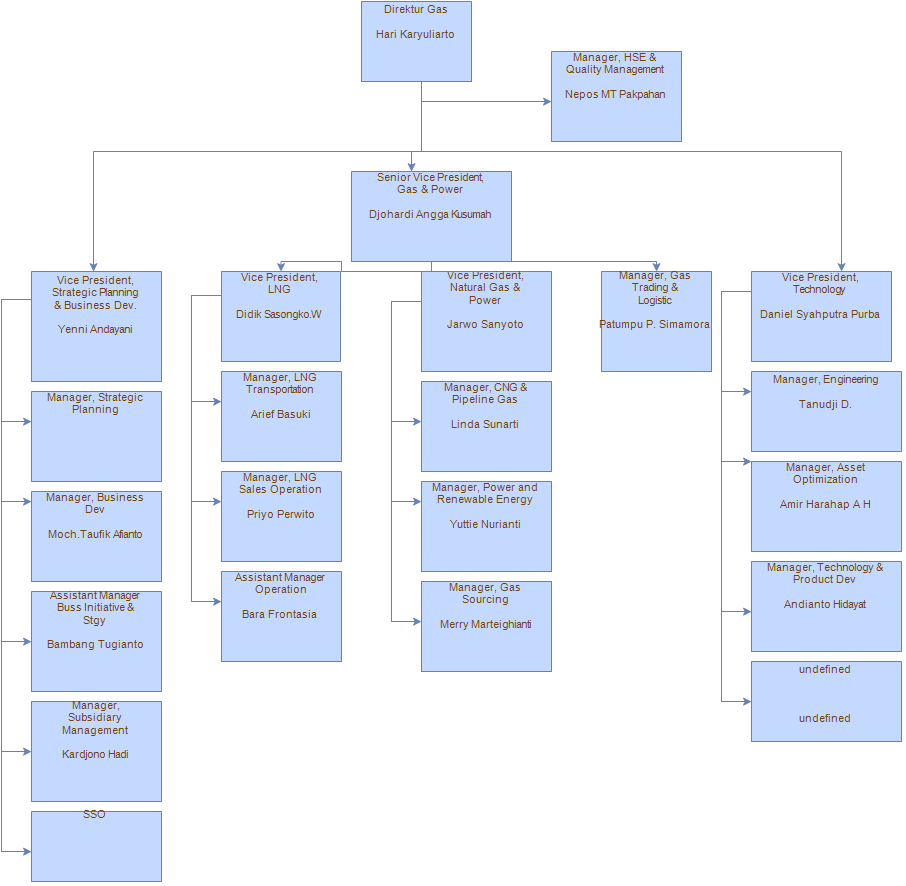 Direktur Gas
Hari Karyuliarto
Manager, HSE &
Quality Management
Nepos MT Pakpahan
Senior Vice President,
Gas & Power
Djohardi Angga Kusumah
Vice President,
Strategic Planning
& Business Dev.
Yenni Andayani
Manager, Strategic
Planning
Manager, Business
Dev
Moch.Taufik Afianto
Assistant Manager
Buss Initiative &
Stgy
Bambang Tugianto
Manager,
Subsidiary
Management
Kardjono Hadi
SSO
Vice President,
LNG
Didik Sasongko.W
Manager, LNG
Transportation
Arief Basuki
Manager, LNG
Sales Operation
Priyo Perwito
Assistant Manager
Operation
Bara Frontasia
Vice President,
Natural Gas &
Power
Jarwo Sanyoto
Manager, CNG &
Pipeline Gas
Linda Sunarti
Manager, Power and
Renewable Energy
Yuttie Nurianti
Manager, Gas
Sourcing
Merry Marteighianti
Manager, Gas
Trading &
Logistic
Patumpu P. Simamora
Vice President,
Technology
Daniel Syahputra Purba
Manager, Engineering
Tanudji D.
Manager, Asset
Optimization
Amir Harahap A H
Manager, Technology &
Product Dev
Andianto Hidayat
undefined
undefined